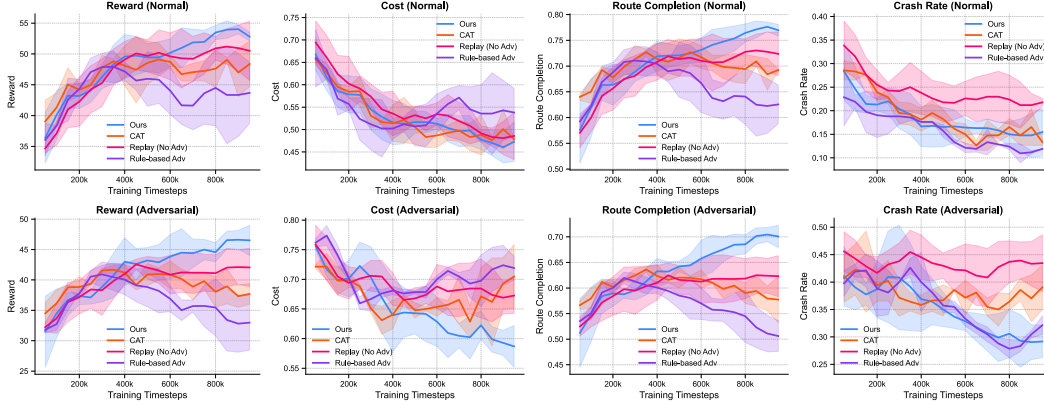 Reward (Normal)
Reward
55
50
45
40
35
Ours
CAT
Replay (No Adv)
Rule-based Adv
200k 400k 600k 800k
Training Timesteps
Cost (Normal)
Cost
0.75
0.70
0.65
0.60
0.55
0.50
0.45
Ours
CAT
Replay (No Adv)
Rule-based Adv
200k 400k 600k 800k
Training Timesteps
Route Completion (Normal)
Route Completion
0.80
0.75
0.70
0.65
0.60
0.55
0.50
Ours
CAT
Replay (No Adv)
Rule-based Adv
200k 400k 600k 800k
Training Timesteps
Crash Rate (Normal)
Crash Rate
0.40
0.35
0.30
0.25
0.20
0.15
0.10
Ours
CAT
Replay (No Adv)
Rule-based Adv
200k 400k 600k 800k
Training Timesteps
Reward (Adversarial)
Reward
50
45
40
35
30
25
Ours
CAT
Replay (No Adv)
Rule-based Adv
200k 400k 600k 800k
Training Timesteps
Cost (Adversarial)
Cost
0.80
0.75
0.70
0.65
0.60
0.55
Ours
CAT
Replay (No Adv)
Rule-based Adv
200k 400k 600k 800k
Training Timesteps
Route Completion (Adversarial)
Route Completion
0.70
0.65
0.60
0.55
0.50
0.45
Ours
CAT
Replay (No Adv)
Rule-based Adv
200k 400k 600k 800k
Training Timesteps
Crash Rate (Adversarial)
Crash Rate
0.50
0.45
0.40
0.35
0.30
0.25
Ours
CAT
Replay (No Adv)
Rule-based Adv
200k 400k 600k 800k
Training Timesteps